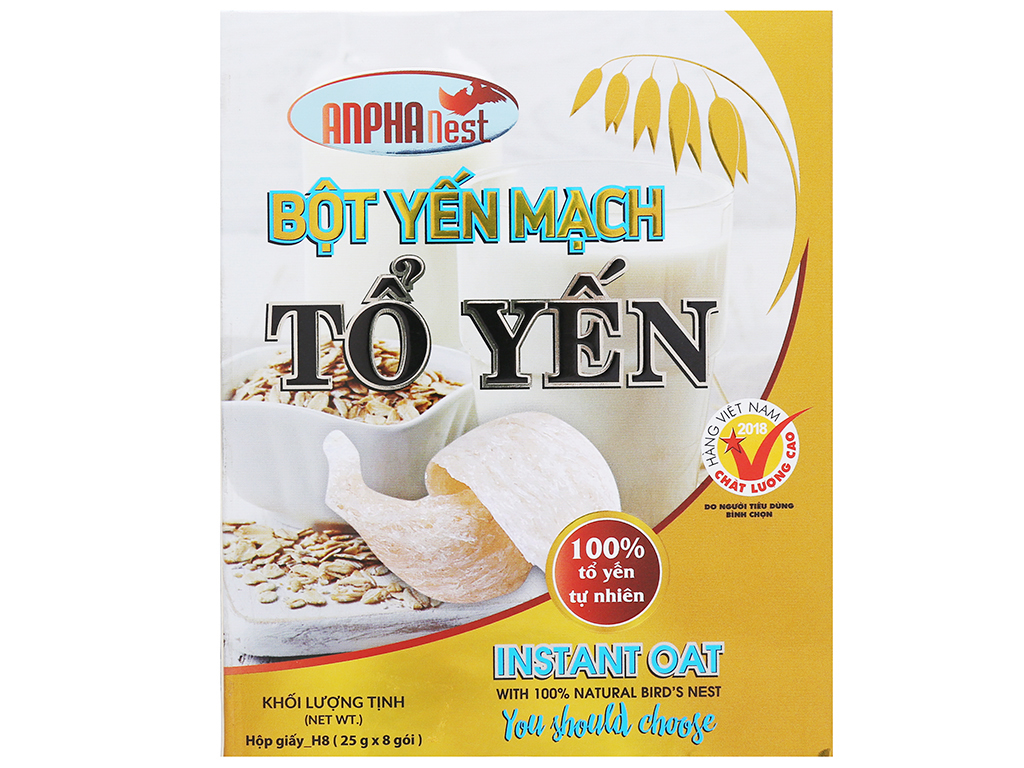 ANPHA Nest
BỘT YẾN MẠCH
TỔ YẾN
HÀNG VIỆT NAM
2018
CHẤT LƯỢNG CAO
DO NGƯỜI TIÊU DÙNG
BÌNH CHỌN
100%
tổ yến
tự nhiên
INSTANT OAT
WITH 100% NATURAL BIRD'S NEST
You should choose
KHỐI LƯỢNG TỊNH
(NET WT.)
Hộp giấy_H8 ( 25 g x 8 gói )